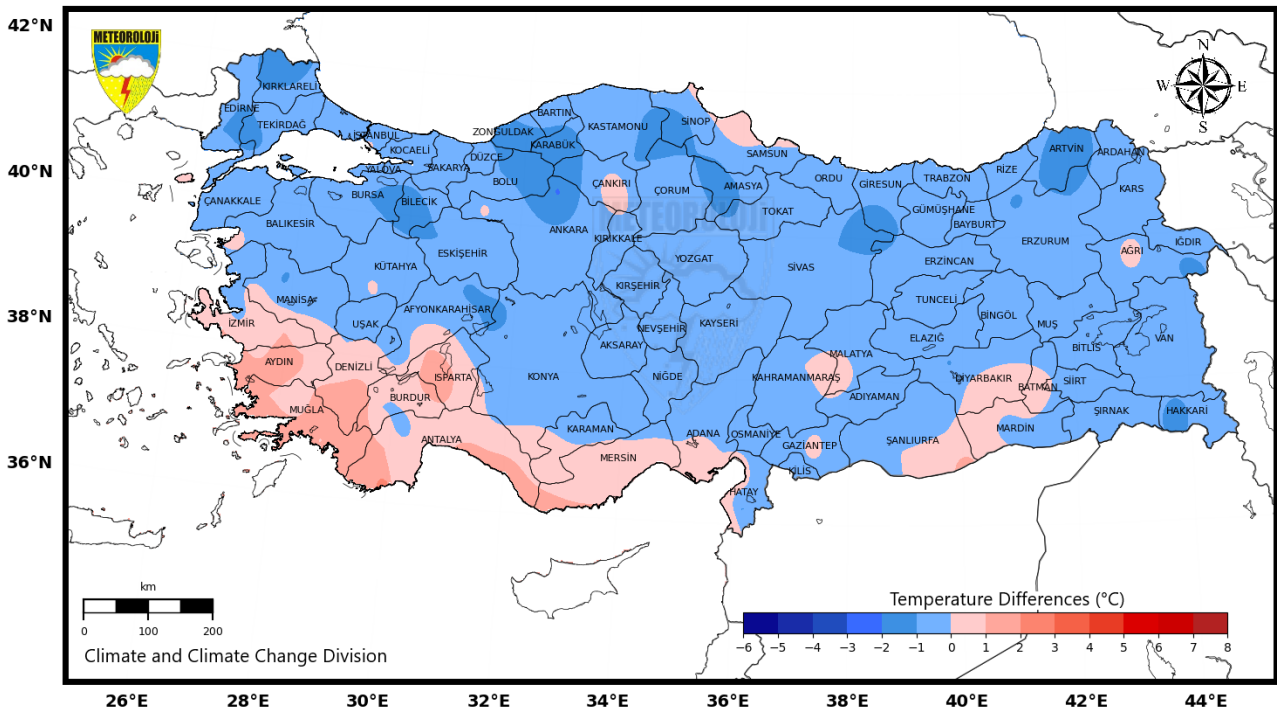 42°N
40°N
38°N
36°N
METEOROLOJİ
N
W E
S
KIRKLARELİ
EDİRNE
TEKİRDAĞ
İSTANBUL
KOCAELİ
YALOVA
SAKARYA
DÜZCE
ZONGULDAK
BARTIN
KARABÜK
KASTAMONU
SİNOP
SAMSUN
BOLU
ÇANKIRI
ÇORUM
AMASYA
TOKAT
ORDU
GİRESUN
TRABZON
RİZE
ARTVİN
ARDAHAN
KARS
GÜMÜŞHANE
BAYBURT
ÇANAKKALE
BURSA
BİLECİK
BALIKESİR
ESKİŞEHİR
ANKARA
KIRIKKALE
YOZGAT
SİVAS
ERZİNCAN
ERZURUM
AĞRI
IĞDIR
METEOROLOJİ
KÜTAHYA
MANİSA
UŞAK
AFYONKARAHİSAR
KIRŞEHİR
NEVŞEHİR
KAYSERİ
AKSARAY
TUNCELİ
BİNGÖL
MUŞ
ELAZIĞ
BİTLİS
VAN
İZMİR
AYDIN
DENİZLİ
ISPARTA
BURDUR
KONYA
NİĞDE
MALATYA
KAHRAMANMARAŞ
ADIYAMAN
DİYARBAKIR
BATMAN
SİİRT
ŞIRNAK
HAKKARİ
MARDİN
MUĞLA
ANTALYA
KARAMAN
MERSİN
ADANA
OSMANİYE
GAZİANTEP
KİLİS
ŞANLIURFA
HATAY
km
0 100 200
Climate and Climate Change Division
Temperature Differences (°C)
−6 −5 −4 −3 −2 −1 0 1 2 3 4 5 6 7 8
26°E 28°E 30°E 32°E 34°E 36°E 38°E 40°E 42°E 44°E